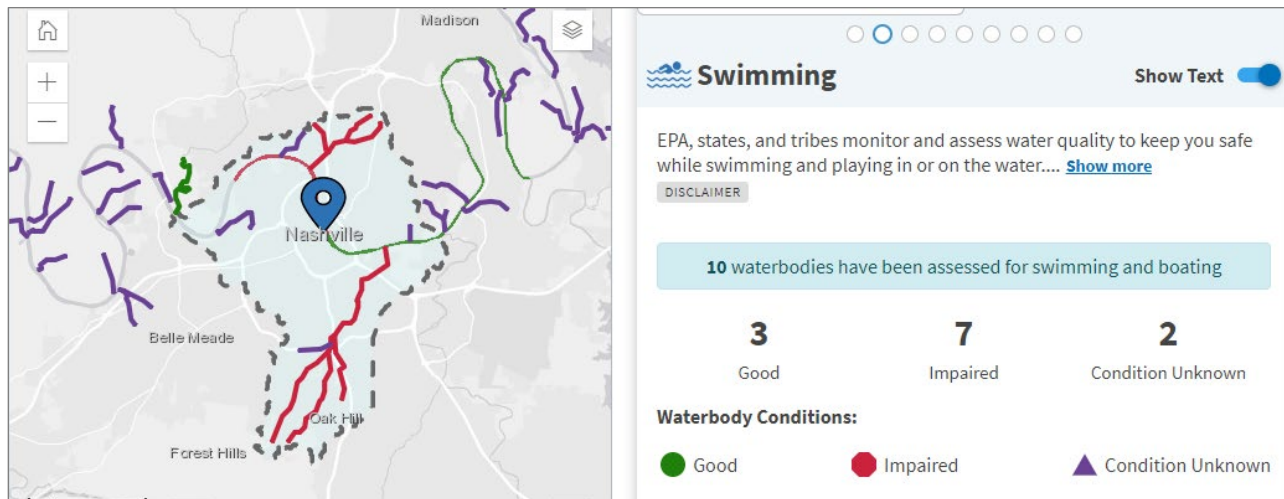 Madison
Nashville
Belle Meade
Oak Hill
Forest Hills
Swimming
Show Text
EPA, states, and tribes monitor and assess water quality to keep you safe
while swimming and playing in or on the water.... Show more
DISCLAIMER
10 waterbodies have been assessed for swimming and boating
3
7
2
Good
Impaired
Condition Unknown
Waterbody Conditions:
Good
Impaired
Condition Unknown